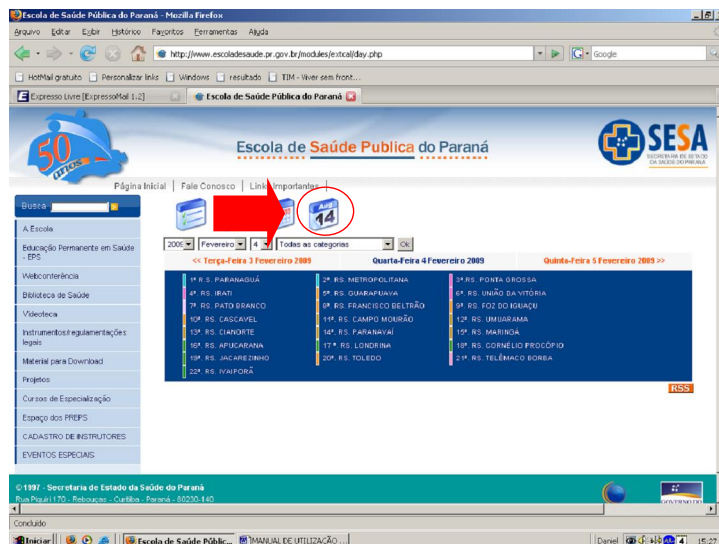 Escola de Saúde Pública do Paraná - Mozilla Firefox
Arquivo Editar Exibir Histórico Favoritos Ferramentas Ajuda
http://www.escoladesaude.pr.gov.br/modules/extcal/day.php
Google
HotMail gratuito Personalizar links Windows resultado TIM - Viver sem front...
Expresso Livre [ExpressoMail 1.2] Escola de Saúde Pública do Paraná
50 anos
Escola de Saúde Publica do Paraná
SESA
SECRETARIA DE ESTADO DA SAÚDE DO PARANÁ
Página Inicial | Fale Conosco | Links Importantes |
Busca
Aug 14
2009 Fevereiro 4 Todas as categorias Ok
<< Terça-Feira 3 Fevereiro 2009 Quarta-Feira 4 Fevereiro 2009 Quinta-Feira 5 Fevereiro 2009 >>
1ª R.S. PARANAGUÁ 2ª. RS. METROPOLITANA 3ª.RS. PONTA GROSSA
4ª. RS. IRATI 5ª. RS. GUARAPUAVA 6ª. RS. UNIÃO DA VITÓRIA
7ª. RS. PATO BRANCO 8ª. RS. FRANCISCO BELTRÃO 9ª. RS. FOZ DO IGUAÇU
10ª. RS. CASCAVEL 11ª. RS. CAMPO MOURÃO 12ª. RS. UMUARAMA
13ª. RS. CIANORTE 14ª. RS. PARANAVAÍ 15ª. RS. MARINGÁ
16ª. RS. APUCARANA 17ª. RS. LONDRINA 18ª. RS. CORNÉLIO PROCÓPIO
19ª. RS. JACAREZINHO 20ª. RS. TOLEDO 21ª. RS. TELÊMACO BORBA
22ª. RS. IVAIPORÃ
RSS
A Escola
Educação Permanente em Saúde - EPS
Webconferência
Biblioteca de Saúde
Videoteca
Instrumentos/regulamentações legais
Material para Download
Projetos
Cursos de Especialização
Espaço dos PREPS
CADASTRO DE INSTRUTORES
EVENTOS ESPECIAIS
©1997 - Secretaria de Estado da Saúde do Paraná
Rua Piquiri 170 - Rebouças - Curitiba - Paraná - 80230-140
GOVERNO DO
Concluído
Iniciar Escola de Saúde Públic... MANUAL DE UTILIZAÇÃO ... Daniel 15:27